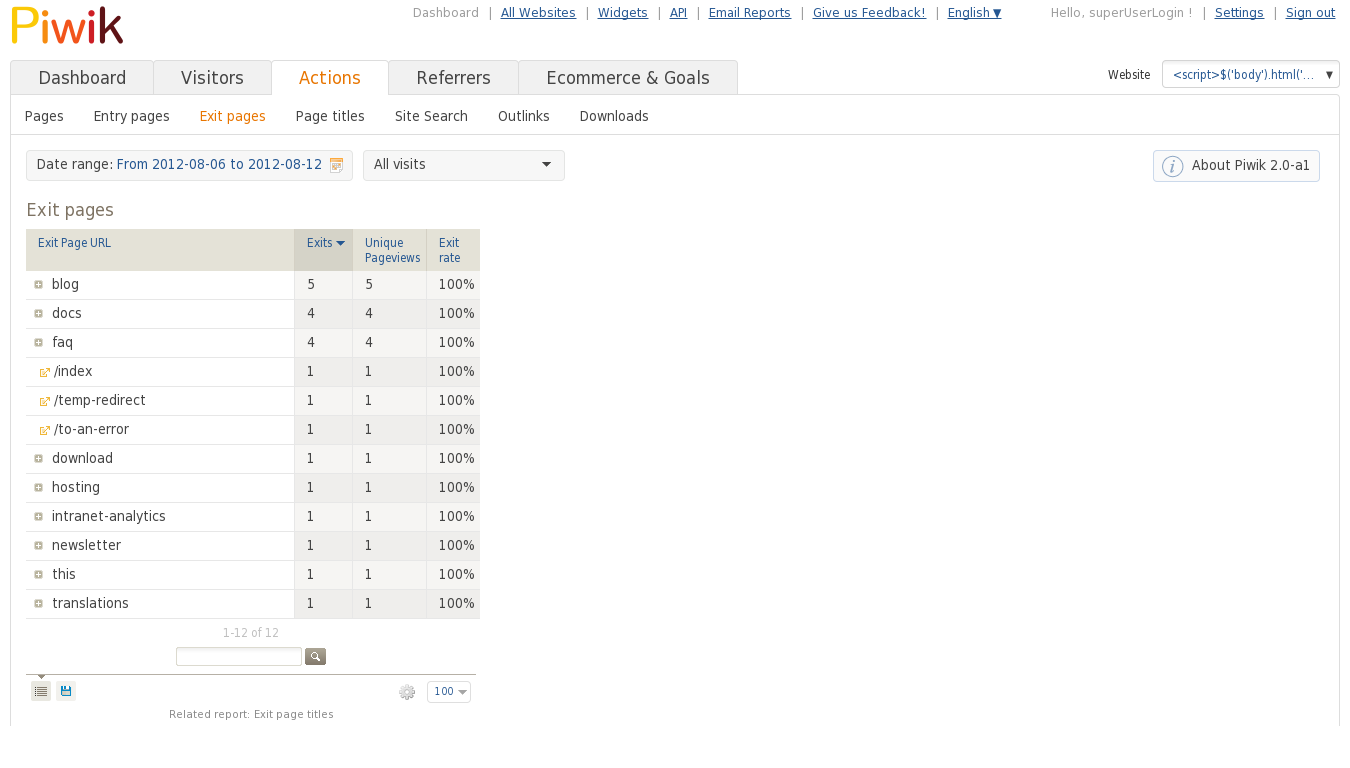 Piwik
Dashboard | All Websites | Widgets | API | Email Reports | Give us Feedback! | English ▼
Hello, superUserLogin ! | Settings | Sign out
Dashboard Visitors Actions Referrers Ecommerce & Goals
Website <script>$('body').html('... ▼
Pages Entry pages Exit pages Page titles Site Search Outlinks Downloads
Date range: From 2012-08-06 to 2012-08-12 All visits
About Piwik 2.0-a1
Exit pages
Exit Page URL Exits Unique Pageviews Exit rate
blog 5 5 100%
docs 4 4 100%
faq 4 4 100%
/index 1 1 100%
/temp-redirect 1 1 100%
/to-an-error 1 1 100%
download 1 1 100%
hosting 1 1 100%
intranet-analytics 1 1 100%
newsletter 1 1 100%
this 1 1 100%
translations 1 1 100%
1-12 of 12
100
Related report: Exit page titles